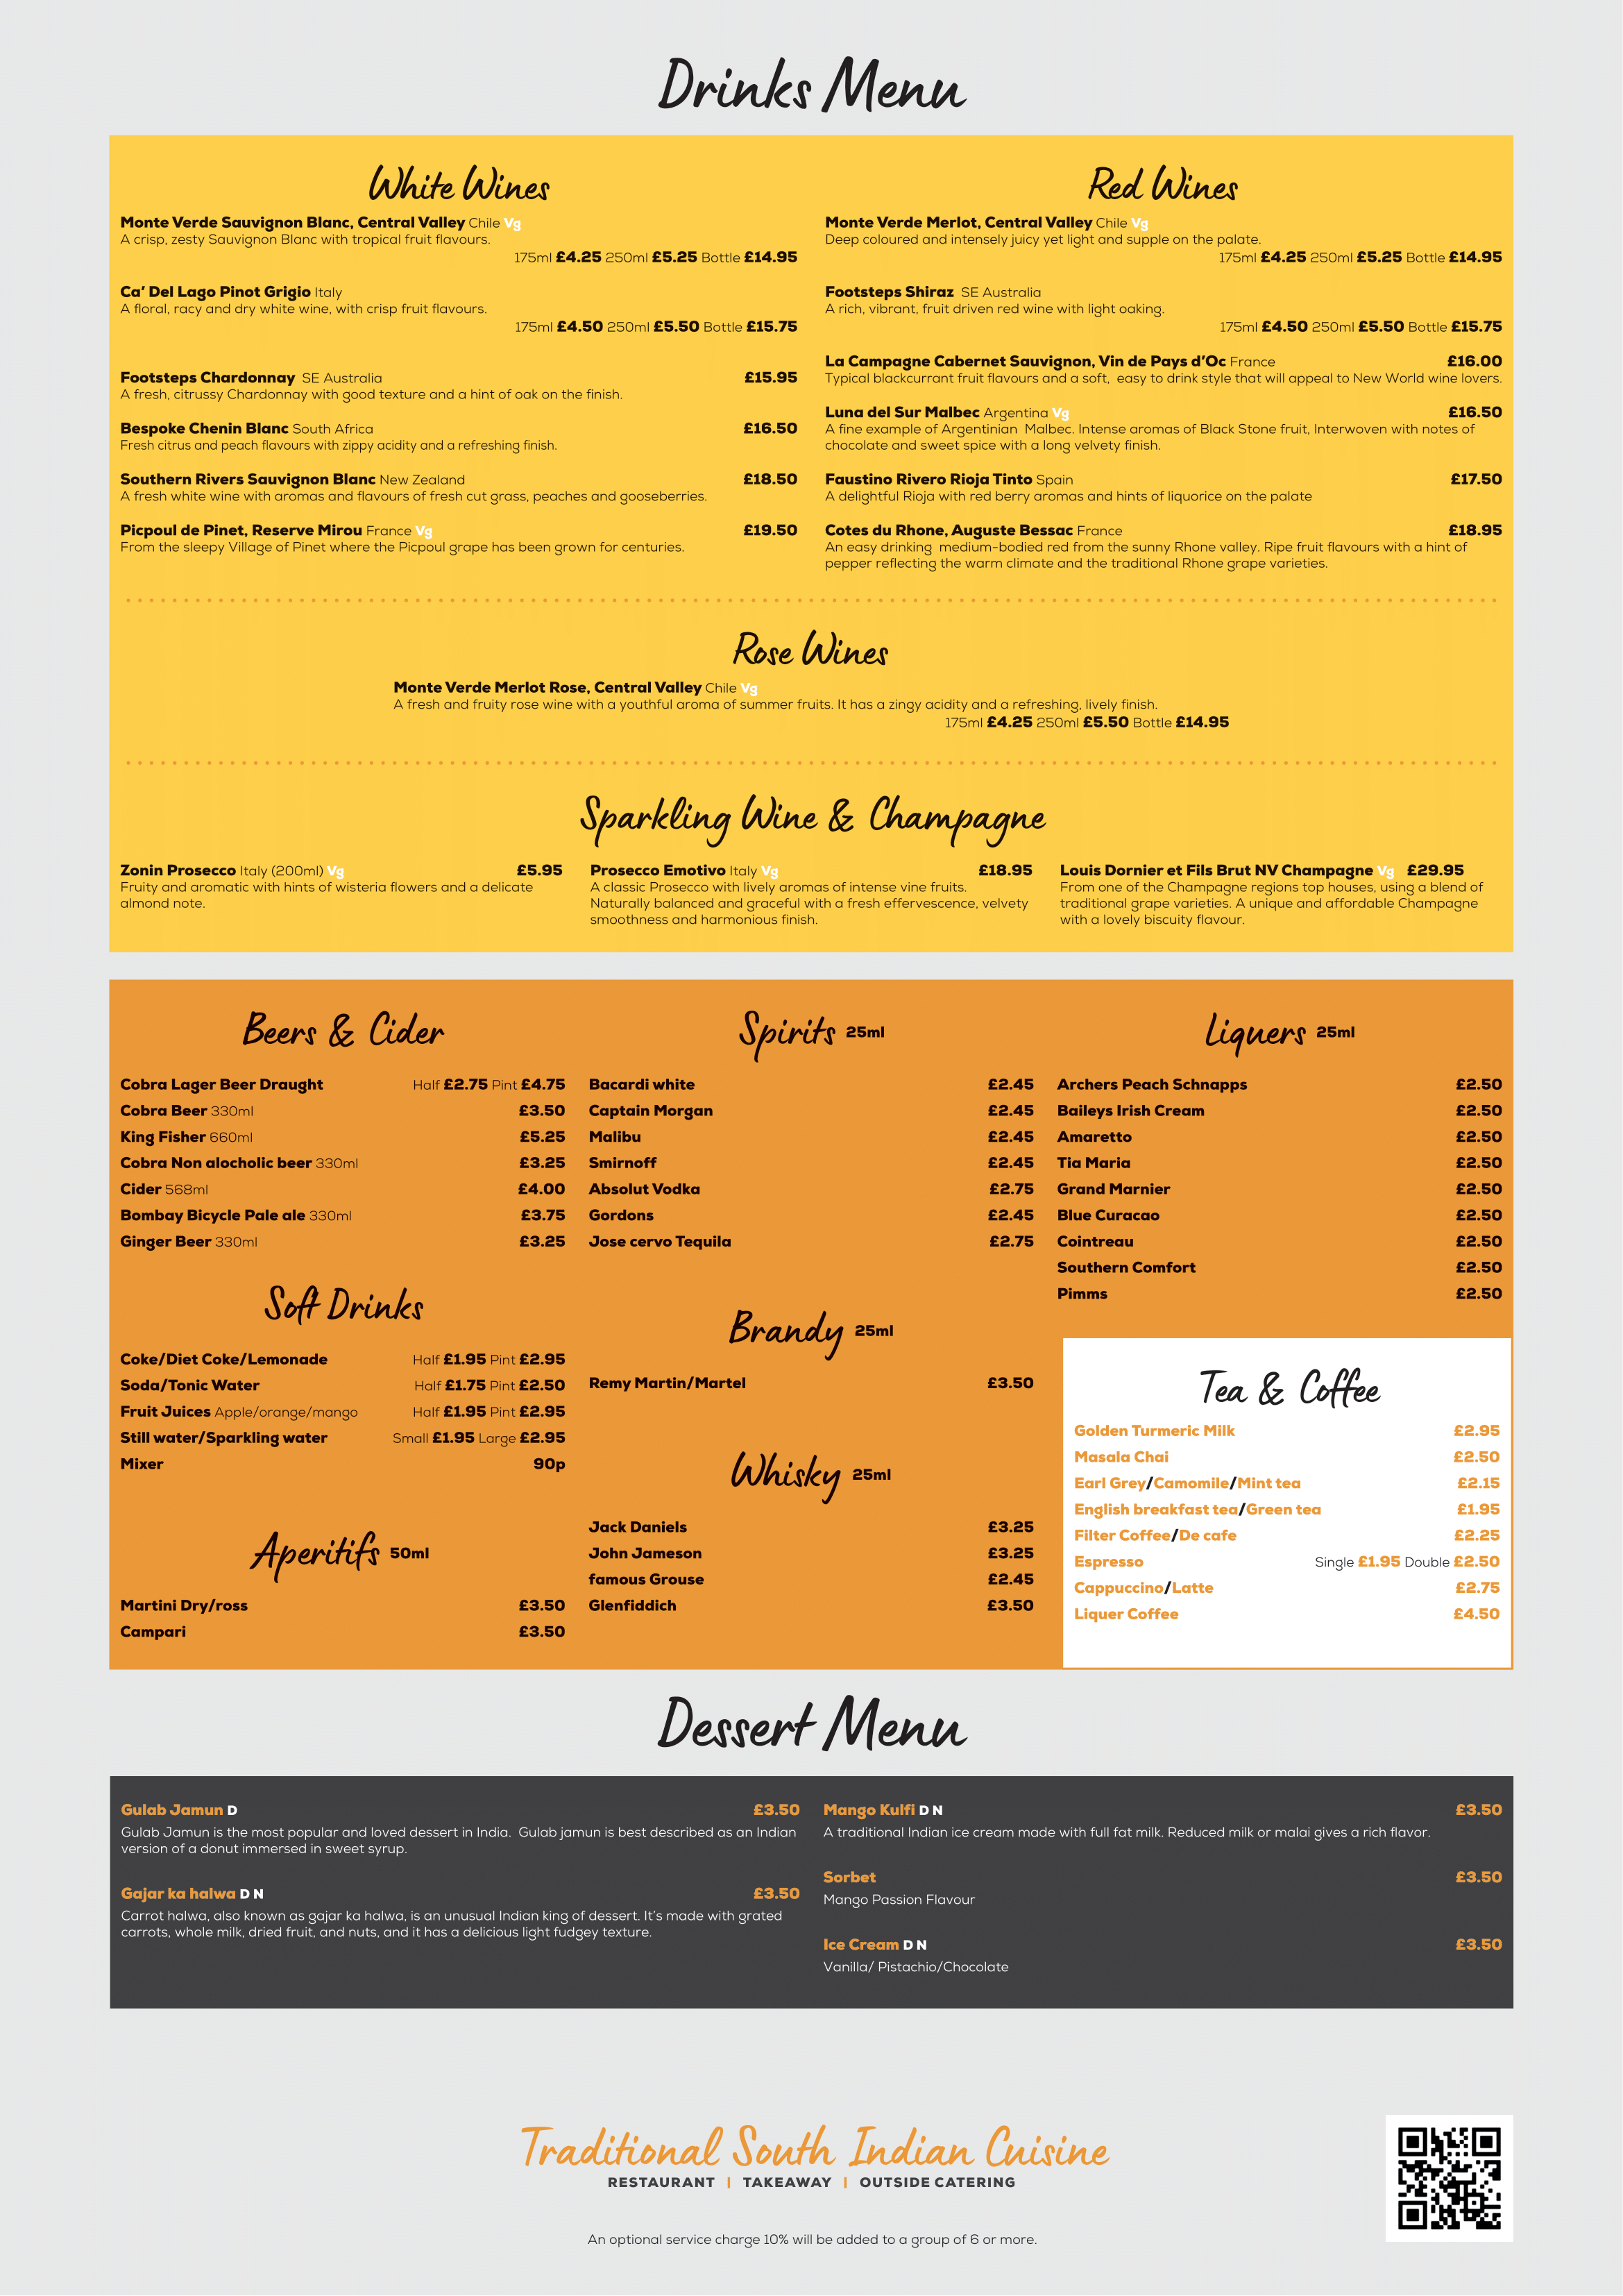 Drinks Menu
White Wines
Monte Verde Sauvignon Blanc, Central Valley Chile Vg
A crisp, zesty Sauvignon Blanc with tropical fruit flavours.
175ml £4.25 250ml £5.25 Bottle £14.95
Ca' Del Lago Pinot Grigio Italy
A floral, racy and dry white wine, with crisp fruit flavours.
175ml £4.50 250ml £5.50 Bottle £15.75
Footsteps Chardonnay SE Australia £15.95
A fresh, citrussy Chardonnay with good texture and a hint of oak on the finish.
Bespoke Chenin Blanc South Africa £16.50
Fresh citrus and peach flavours with zippy acidity and a refreshing finish.
Southern Rivers Sauvignon Blanc New Zealand £18.50
A fresh white wine with aromas and flavours of fresh cut grass, peaches and gooseberries.
Picpoul de Pinet, Reserve Mirou France Vg £19.50
From the sleepy Village of Pinet where the Picpoul grape has been grown for centuries.
Red Wines
Monte Verde Merlot, Central Valley Chile Vg
Deep coloured and intensely juicy yet light and supple on the palate.
175ml £4.25 250ml £5.25 Bottle £14.95
Footsteps Shiraz SE Australia
A rich, vibrant, fruit driven red wine with light oaking.
175ml £4.50 250ml £5.50 Bottle £15.75
La Campagne Cabernet Sauvignon, Vin de Pays d'Oc France £16.00
Typical blackcurrant fruit flavours and a soft, easy to drink style that will appeal to New World wine lovers.
Luna del Sur Malbec Argentina Vg £16.50
A fine example of Argentinian Malbec. Intense aromas of Black Stone fruit, Interwoven with notes of
chocolate and sweet spice with a long velvety finish.
Faustino Rivero Rioja Tinto Spain £17.50
A delightful Rioja with red berry aromas and hints of liquorice on the palate
Cotes du Rhone, Auguste Bessac France £18.95
An easy drinking medium-bodied red from the sunny Rhone valley. Ripe fruit flavours with a hint of
pepper reflecting the warm climate and the traditional Rhone grape varieties.
Rose Wines
Monte Verde Merlot Rose, Central Valley Chile Vg
A fresh and fruity rose wine with a youthful aroma of summer fruits. It has a zingy acidity and a refreshing, lively finish.
175ml £4.25 250ml £5.50 Bottle £14.95
Sparkling Wine & Champagne
Zonin Prosecco Italy (200ml) Vg £5.95
Fruity and aromatic with hints of wisteria flowers and a delicate
almond note.
Prosecco Emotivo Italy Vg £18.95
A classic Prosecco with lively aromas of intense vine fruits.
Naturally balanced and graceful with a fresh effervescence, velvety
smoothness and harmonious finish.
Louis Dornier et Fils Brut NV Champagne Vg £29.95
From one of the Champagne regions top houses, using a blend of
traditional grape varieties. A unique and affordable Champagne
with a lovely biscuity flavour.
Beers & Cider
Cobra Lager Beer Draught Half £2.75 Pint £4.75
Cobra Beer 330ml £3.50
King Fisher 660ml £5.25
Cobra Non alocholic beer 330ml £3.25
Cider 568ml £4.00
Bombay Bicycle Pale ale 330ml £3.75
Ginger Beer 330ml £3.25
Soft Drinks
Coke/Diet Coke/Lemonade Half £1.95 Pint £2.95
Soda/Tonic Water Half £1.75 Pint £2.50
Fruit Juices Apple/orange/mango Half £1.95 Pint £2.95
Still water/Sparkling water Small £1.95 Large £2.95
Mixer 90p
Aperitifs 50ml
Martini Dry/ross £3.50
Campari £3.50
Spirits 25ml
Bacardi white £2.45
Captain Morgan £2.45
Malibu £2.45
Smirnoff £2.45
Absolut Vodka £2.75
Gordons £2.45
Jose cervo Tequila £2.75
Brandy 25ml
Remy Martin/Martel £3.50
Whisky 25ml
Jack Daniels £3.25
John Jameson £3.25
famous Grouse £2.45
Glenfiddich £3.50
Liquers 25ml
Archers Peach Schnapps £2.50
Baileys Irish Cream £2.50
Amaretto £2.50
Tia Maria £2.50
Grand Marnier £2.50
Blue Curacao £2.50
Cointreau £2.50
Southern Comfort £2.50
Pimms £2.50
Tea & Coffee
Golden Turmeric Milk £2.95
Masala Chai £2.50
Earl Grey/Camomile/Mint tea £2.15
English breakfast tea/Green tea £1.95
Filter Coffee/De cafe £2.25
Espresso Single £1.95 Double £2.50
Cappuccino/Latte £2.75
Liquer Coffee £4.50
Dessert Menu
Gulab Jamun D £3.50
Gulab Jamun is the most popular and loved dessert in India. Gulab jamun is best described as an Indian
version of a donut immersed in sweet syrup.
Gajar ka halwa D N £3.50
Carrot halwa, also known as gajar ka halwa, is an unusual Indian king of dessert. It's made with grated
carrots, whole milk, dried fruit, and nuts, and it has a delicious light fudgey texture.
Mango Kulfi D N £3.50
A traditional Indian ice cream made with full fat milk. Reduced milk or malai gives a rich flavor.
Sorbet £3.50
Mango Passion Flavour
Ice Cream D N £3.50
Vanilla/ Pistachio/Chocolate
Traditional South Indian Cuisine
RESTAURANT | TAKEAWAY | OUTSIDE CATERING
An optional service charge 10% will be added to a group of 6 or more.